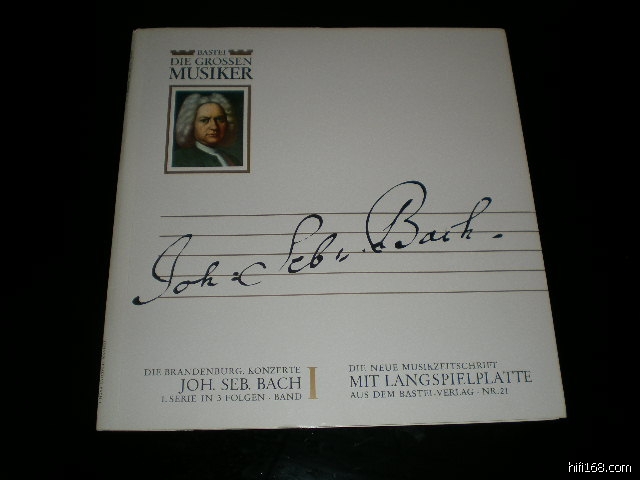 BASTEI
DIE GROSSEN
MUSIKER
Joh. Seb. Bach.
DIE BRANDENBURG. KONZERTE
JOH. SEB. BACH
1. SERIE IN 3 FOLGEN · BAND
I
DIE NEUE MUSIKZEITSCHRIFT
MIT LANGSPIELPLATTE
AUS DEM BASTEI-VERLAG · NR. 21
hifi168.com